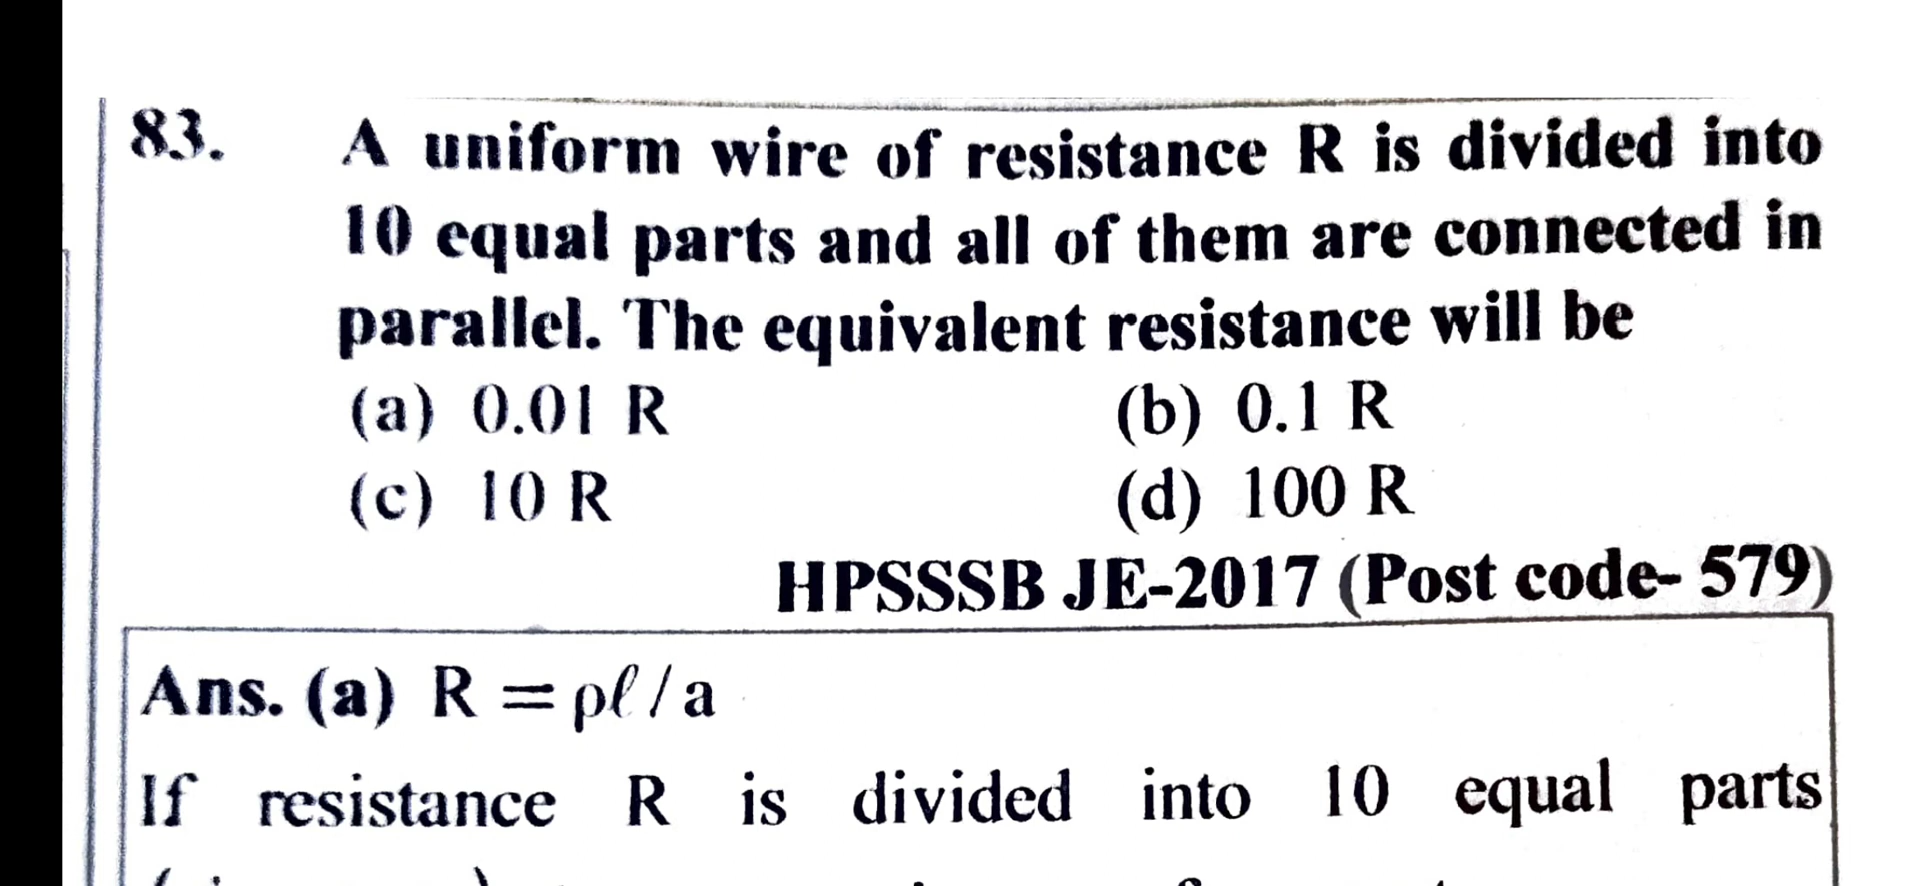 83. A uniform wire of resistance R is divided into
10 equal parts and all of them are connected in
parallel. The equivalent resistance will be
(a) 0.01 R (b) 0.1 R
(c) 10 R (d) 100 R
HPSSSB JE-2017 (Post code- 579)
Ans. (a) R = ρℓ/a
If resistance R is divided into 10 equal parts